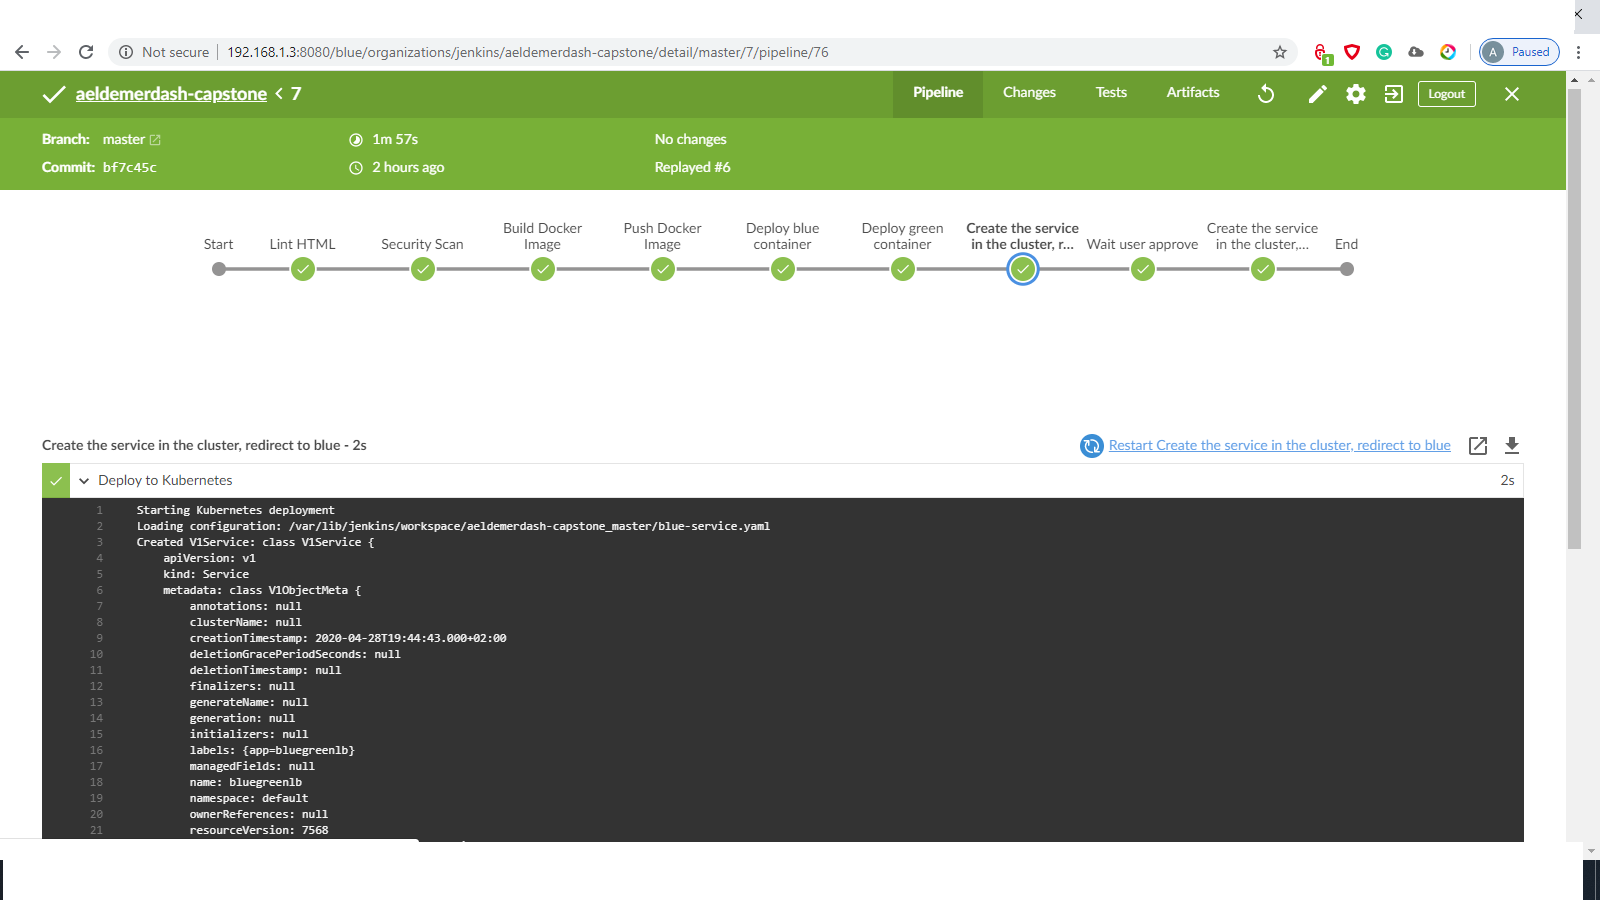 Not secure 192.168.1.3:8080/blue/organizations/jenkins/aeldemerdash-capstone/detail/master/7/pipeline/76
1
A Paused
aeldemerdash-capstone < 7
Pipeline Changes Tests Artifacts Logout
Branch: master 1m 57s No changes
Commit: bf7c45c 2 hours ago Replayed #6
Start
Lint HTML
Security Scan
Build Docker
Image
Push Docker
Image
Deploy blue
container
Deploy green
container
Create the service
in the cluster, r...
Wait user approve
Create the service
in the cluster,...
End
Create the service in the cluster, redirect to blue - 2s
Restart Create the service in the cluster, redirect to blue
Deploy to Kubernetes 2s
1 Starting Kubernetes deployment
2 Loading configuration: /var/lib/jenkins/workspace/aeldemerdash-capstone_master/blue-service.yaml
3 Created V1Service: class V1Service {
4 apiVersion: v1
5 kind: Service
6 metadata: class V1ObjectMeta {
7 annotations: null
8 clusterName: null
9 creationTimestamp: 2020-04-28T19:44:43.000+02:00
10 deletionGracePeriodSeconds: null
11 deletionTimestamp: null
12 finalizers: null
13 generateName: null
14 generation: null
15 initializers: null
16 labels: {app=bluegreenlb}
17 managedFields: null
18 name: bluegreenlb
19 namespace: default
20 ownerReferences: null
21 resourceVersion: 7568